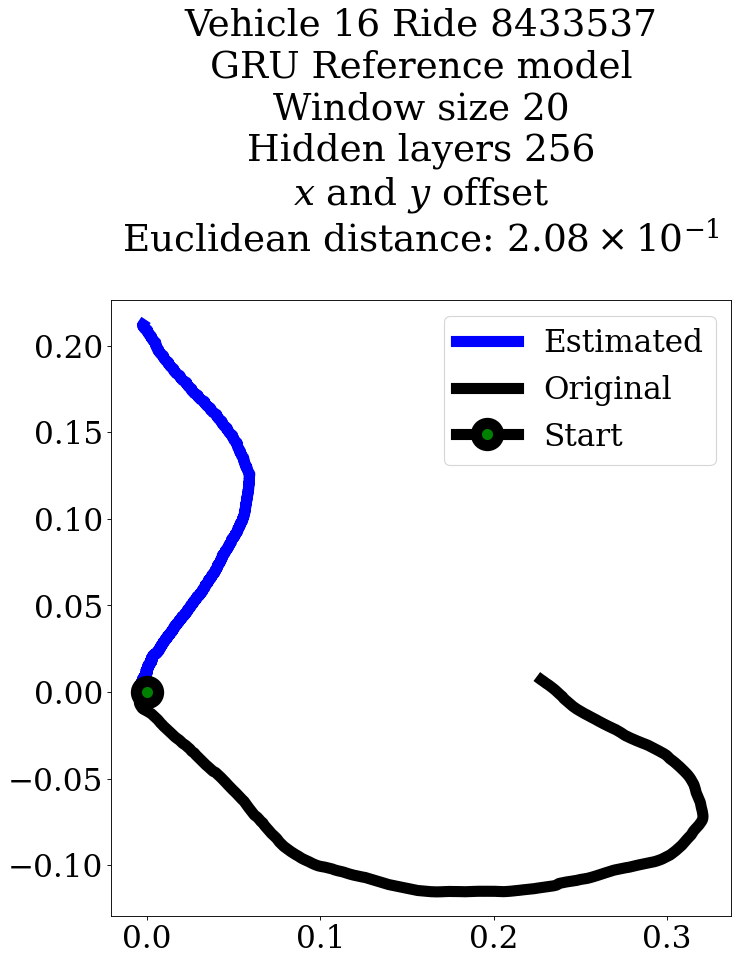 Vehicle 16 Ride 8433537
GRU Reference model
Window size 20
Hidden layers 256
x and y offset
Euclidean distance: 2.08 × 10⁻¹
Estimated
Original
Start
0.20
0.15
0.10
0.05
0.00
−0.05
−0.10
0.0 0.1 0.2 0.3